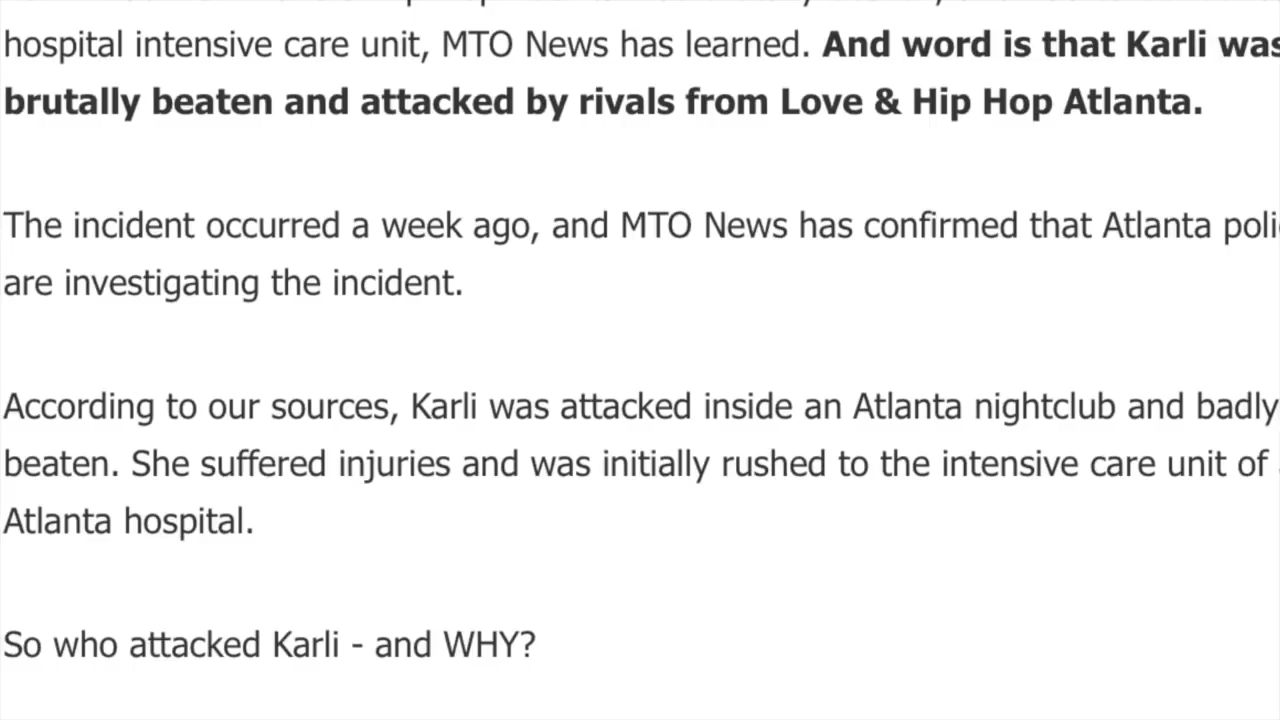 hospital intensive care unit, MTO News has learned. And word is that Karli was
brutally beaten and attacked by rivals from Love & Hip Hop Atlanta.
The incident occurred a week ago, and MTO News has confirmed that Atlanta poli
are investigating the incident.
According to our sources, Karli was attacked inside an Atlanta nightclub and badly
beaten. She suffered injuries and was initially rushed to the intensive care unit of
Atlanta hospital.
So who attacked Karli - and WHY?